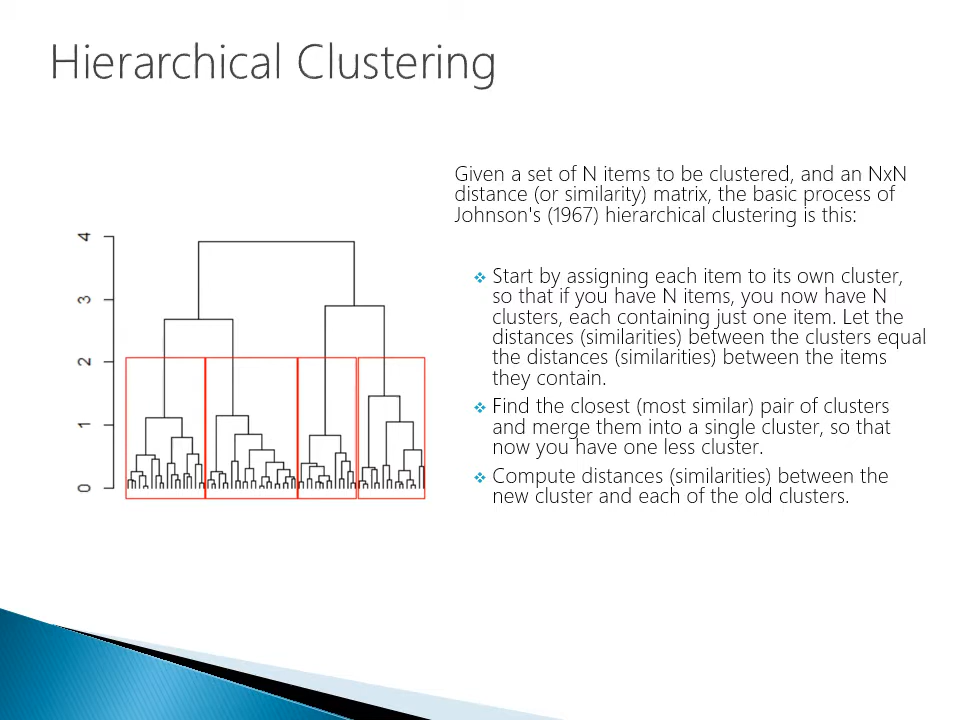 Hierarchical Clustering
Given a set of N items to be clustered, and an NxN
distance (or similarity) matrix, the basic process of
Johnson's (1967) hierarchical clustering is this:
4
3
2
1
0
❖ Start by assigning each item to its own cluster,
so that if you have N items, you now have N
clusters, each containing just one item. Let the
distances (similarities) between the clusters equal
the distances (similarities) between the items
they contain.
❖ Find the closest (most similar) pair of clusters
and merge them into a single cluster, so that
now you have one less cluster.
❖ Compute distances (similarities) between the
new cluster and each of the old clusters.